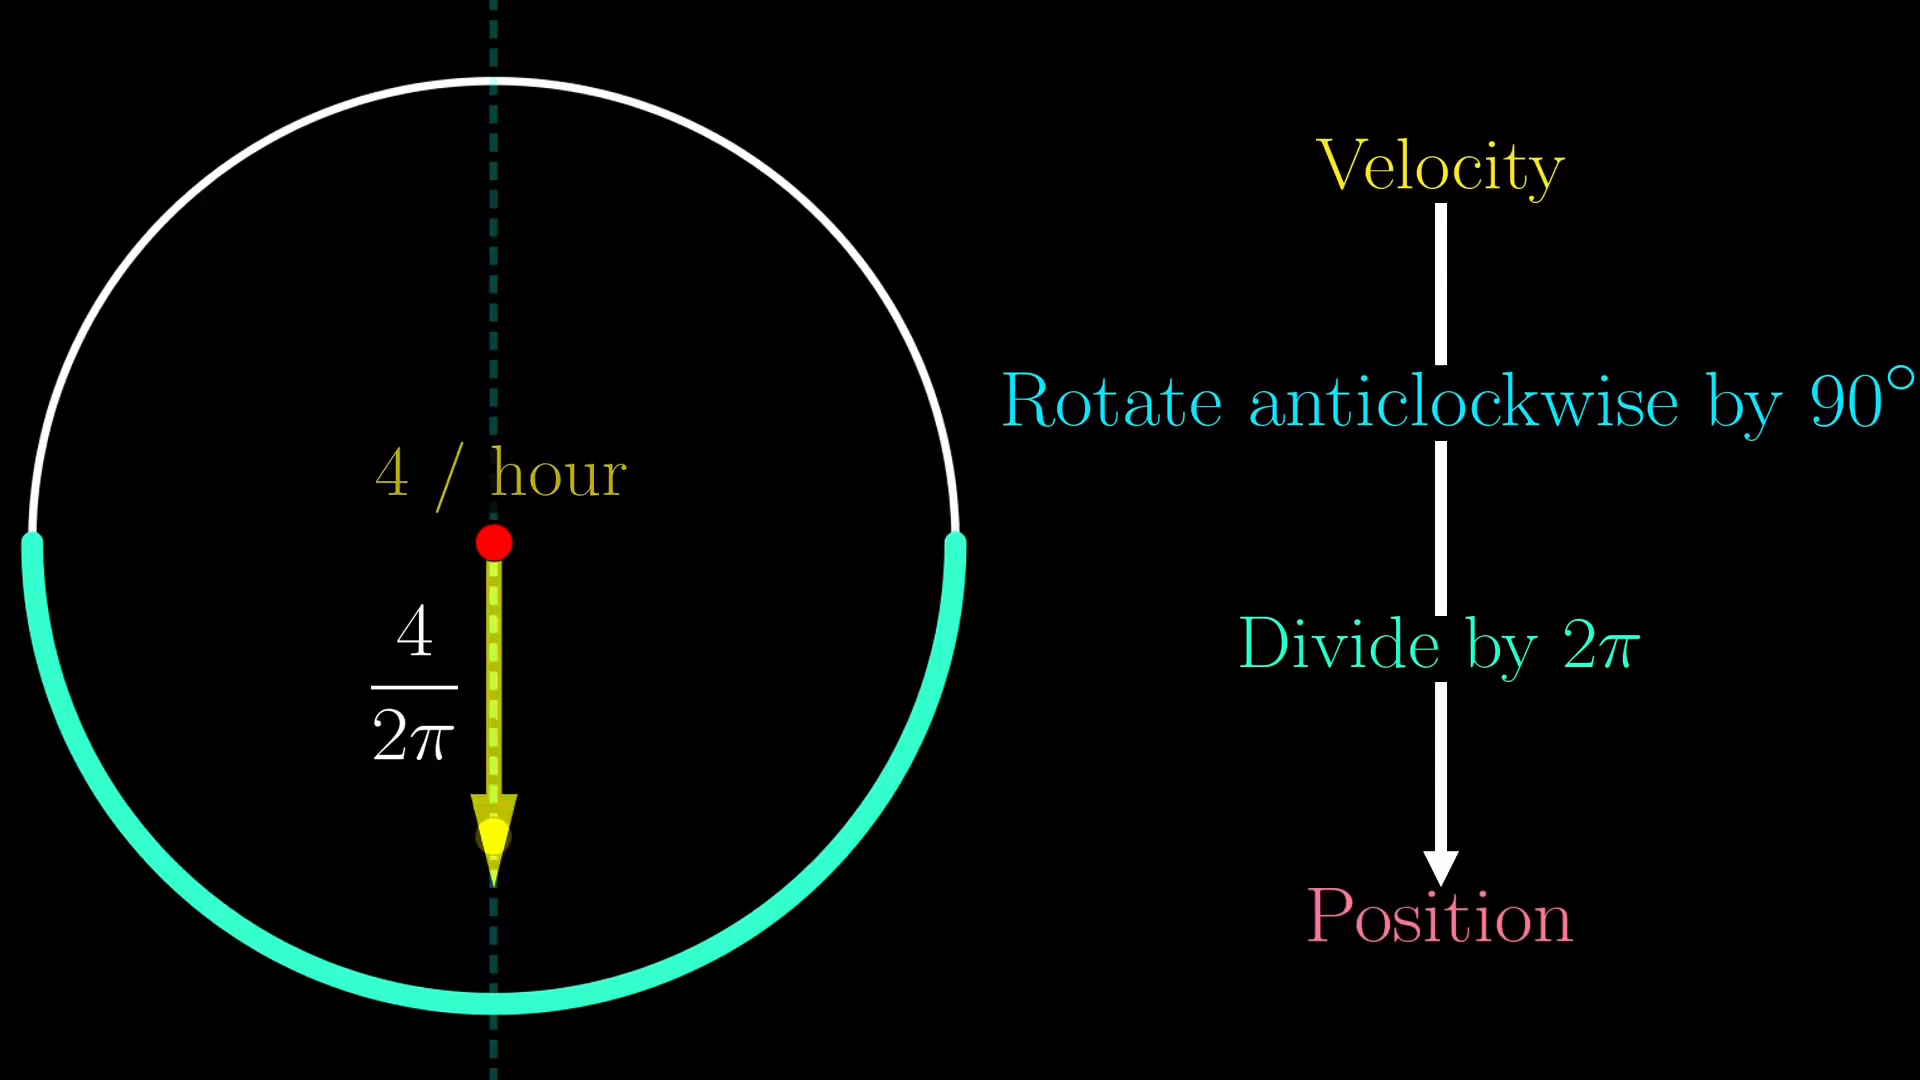 4 / hour
4
2π
Velocity
Rotate anticlockwise by 90°
Divide by 2π
Position